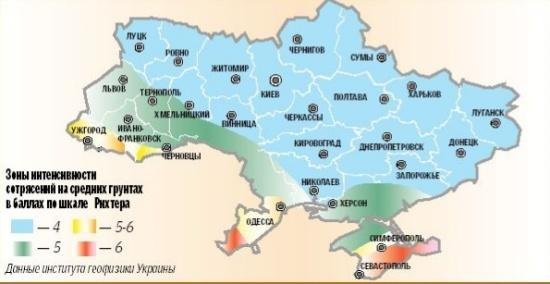 ЛУЦК
РОВНО
ЧЕРНИГОВ
СУМЫ
ЖИТОМИР
КИЕВ
ЛЬВОВ
ТЕРНОПОЛЬ
ХМЕЛЬНИЦКИЙ
ПОЛТАВА
ХАРЬКОВ
ЛУГАНСК
УЖГОРОД
ИВАНО-
ФРАНКОВСК
ВИННИЦА
ЧЕРКАССЫ
ЧЕРНОВЦЫ
КИРОВОГРАД
ДНЕПРОПЕТРОВСК
ДОНЕЦК
ЗАПОРОЖЬЕ
НИКОЛАЕВ
ХЕРСОН
ОДЕССА
СИМФЕРОПОЛЬ
СЕВАСТОПОЛЬ
Зоны интенсивности
сотрясений на средних грунтах
в баллах по шкале Рихтера
— 4 — 5-6
— 5 — 6
Данные института геофизики Украины